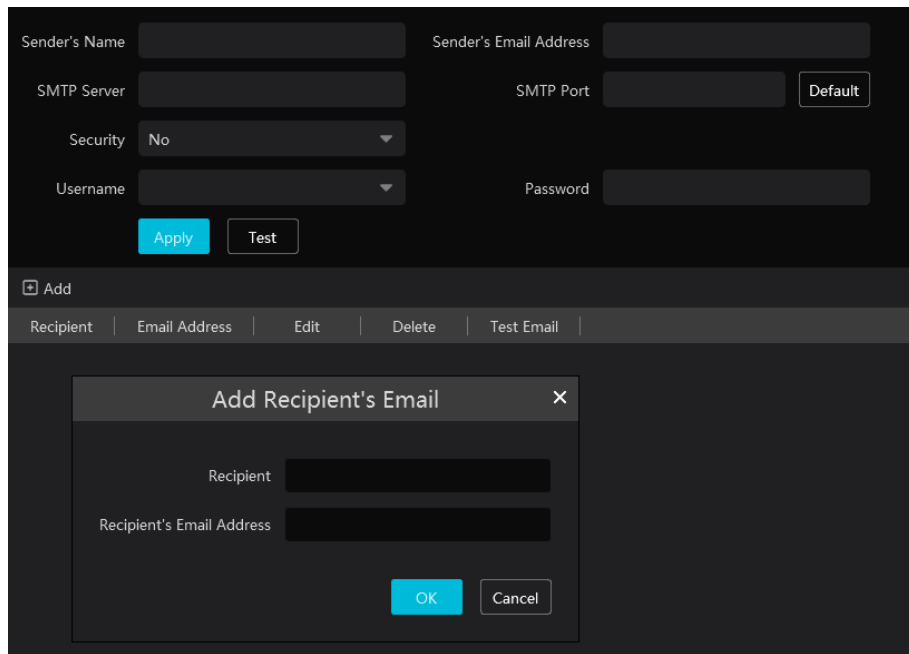 Sender's Name Sender's Email Address
SMTP Server SMTP Port Default
Security No
Username Password
Apply Test
Add
Recipient Email Address Edit Delete Test Email
Add Recipient's Email
Recipient
Recipient's Email Address
OK Cancel